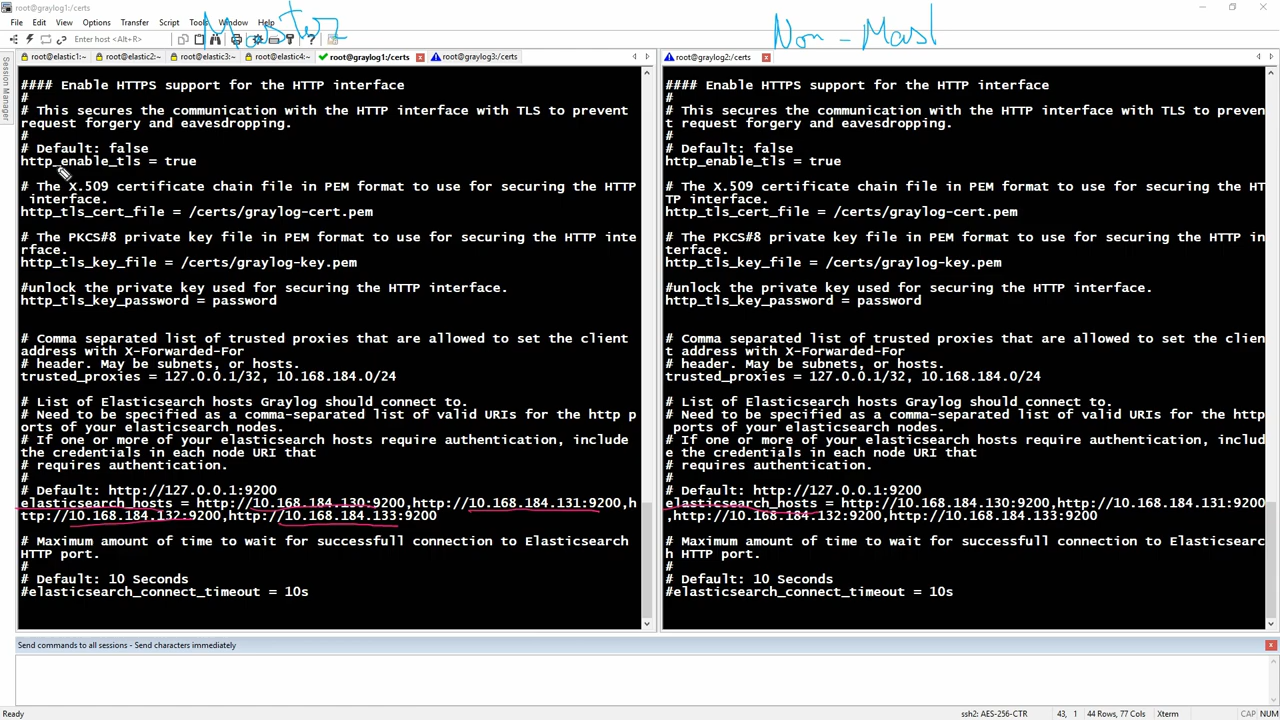 root@graylog1:/certs
Master
Non - Mast
File Edit View Options Transfer Script Tools Window Help
Enter host <Alt+R>
Session Manager
root@elastic1:~ root@elastic2:~ root@elastic3:~ root@elastic4:~ root@graylog1:/certs root@graylog3:/certs
#### Enable HTTPS support for the HTTP interface
#
# This secures the communication with the HTTP interface with TLS to prevent
request forgery and eavesdropping.
#
# Default: false
http_enable_tls = true
# The X.509 certificate chain file in PEM format to use for securing the HTTP
interface.
http_tls_cert_file = /certs/graylog-cert.pem
# The PKCS#8 private key file in PEM format to use for securing the HTTP inte
rface.
http_tls_key_file = /certs/graylog-key.pem
#unlock the private key used for securing the HTTP interface.
http_tls_key_password = password
# Comma separated list of trusted proxies that are allowed to set the client
address with X-Forwarded-For
# header. May be subnets, or hosts.
trusted_proxies = 127.0.0.1/32, 10.168.184.0/24
# List of Elasticsearch hosts Graylog should connect to.
# Need to be specified as a comma-separated list of valid URIs for the http p
orts of your elasticsearch nodes.
# If one or more of your elasticsearch hosts require authentication, include
the credentials in each node URI that
# requires authentication.
#
# Default: http://127.0.0.1:9200
elasticsearch_hosts = http://10.168.184.130:9200,http://10.168.184.131:9200,h
ttp://10.168.184.132:9200,http://10.168.184.133:9200
# Maximum amount of time to wait for successfull connection to Elasticsearch
HTTP port.
#
# Default: 10 Seconds
#elasticsearch_connect_timeout = 10s
root@graylog2:/certs
#### Enable HTTPS support for the HTTP interface
#
# This secures the communication with the HTTP interface with TLS to preven
t request forgery and eavesdropping.
#
# Default: false
http_enable_tls = true
# The X.509 certificate chain file in PEM format to use for securing the HT
TP interface.
http_tls_cert_file = /certs/graylog-cert.pem
# The PKCS#8 private key file in PEM format to use for securing the HTTP in
terface.
http_tls_key_file = /certs/graylog-key.pem
#unlock the private key used for securing the HTTP interface.
http_tls_key_password = password
# Comma separated list of trusted proxies that are allowed to set the clien
t address with X-Forwarded-For
# header. May be subnets, or hosts.
trusted_proxies = 127.0.0.1/32, 10.168.184.0/24
# List of Elasticsearch hosts Graylog should connect to.
# Need to be specified as a comma-separated list of valid URIs for the http
ports of your elasticsearch nodes.
# If one or more of your elasticsearch hosts require authentication, includ
e the credentials in each node URI that
# requires authentication.
#
# Default: http://127.0.0.1:9200
elasticsearch_hosts = http://10.168.184.130:9200,http://10.168.184.131:9200
,http://10.168.184.132:9200,http://10.168.184.133:9200
# Maximum amount of time to wait for successfull connection to Elasticsearc
h HTTP port.
#
# Default: 10 Seconds
#elasticsearch_connect_timeout = 10s
Send commands to all sessions - Send characters immediately
Ready ssh2: AES-256-CTR 43, 1 44 Rows, 77 Cols Xterm CAP NUM